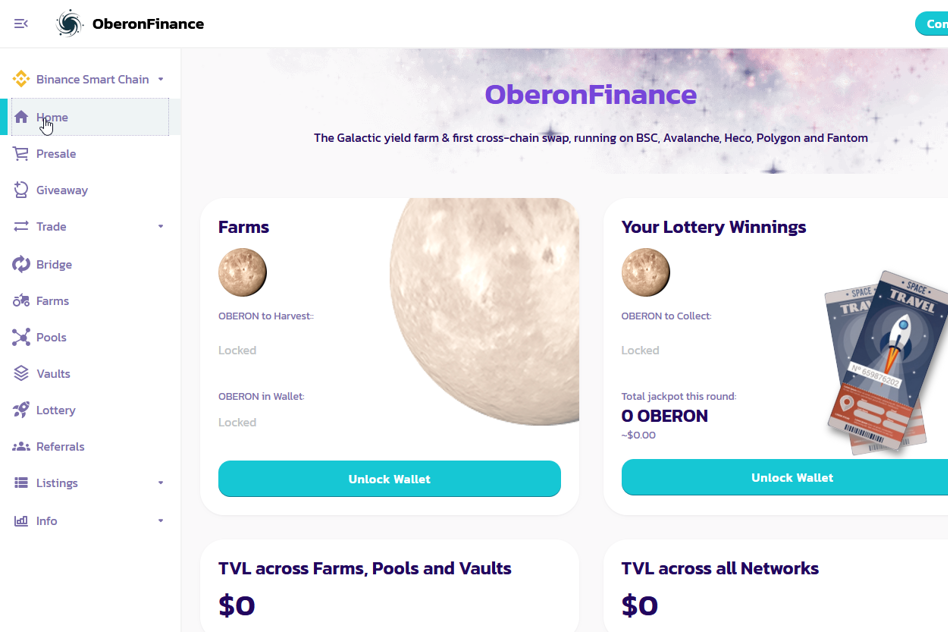 OberonFinance
Con
Binance Smart Chain
Home
Presale
Giveaway
Trade
Bridge
Farms
Pools
Vaults
Lottery
Referrals
Listings
Info
OberonFinance
The Galactic yield farm & first cross-chain swap, running on BSC, Avalanche, Heco, Polygon and Fantom
Farms
OBERON to Harvest:
Locked
OBERON in Wallet:
Locked
Unlock Wallet
Your Lottery Winnings
OBERON to Collect:
Locked
Total jackpot this round:
0 OBERON
~$0.00
SPACE
TRAVEL
Nº 659876202
SPACE
TRA
Unlock Wallet
TVL across Farms, Pools and Vaults
$0
TVL across all Networks
$0